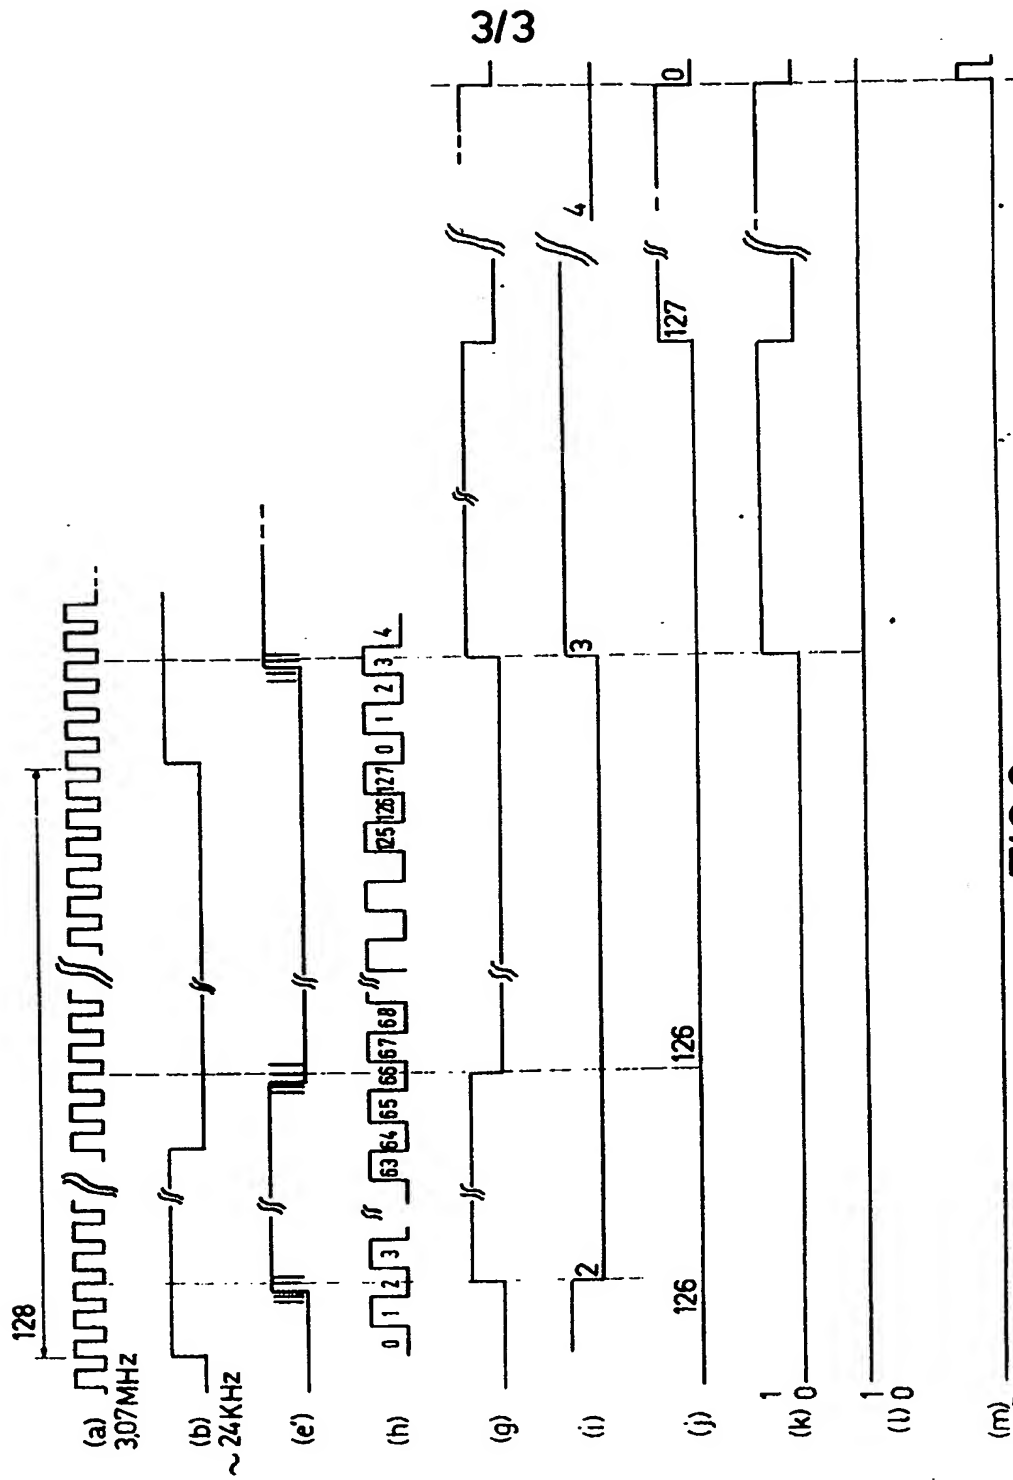 3/3
128
(a)
3,07MHz
(b)
~ 24KHz
(e')
(h)
0 1 2 3 63 64 65 66 67 68 125 126 127 0 1 2 3 4
(g)
(i)
2 3 4
(j)
126 126 127 0
(k)
1
0
(l)
1
0
(m)